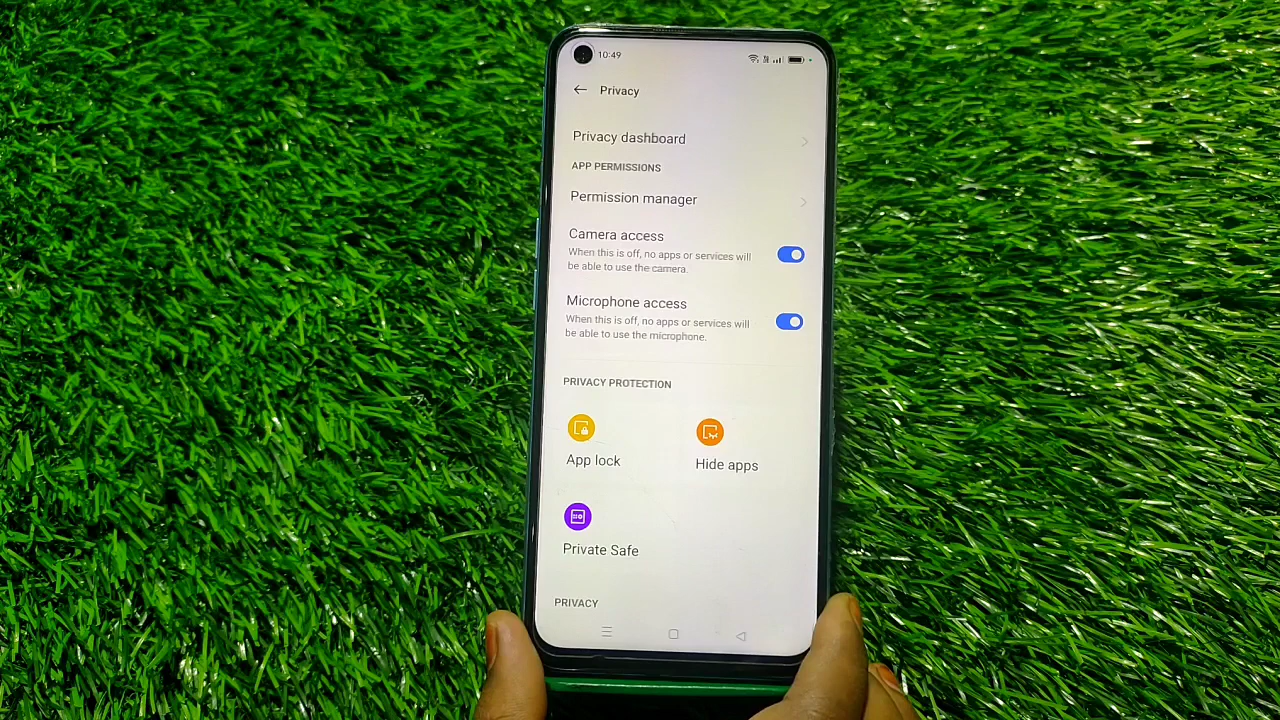 10:49
Privacy
Privacy dashboard
APP PERMISSIONS
Permission manager
Camera access
When this is off, no apps or services will
be able to use the camera.
Microphone access
When this is off, no apps or services will
be able to use the microphone.
PRIVACY PROTECTION
App lock
Hide apps
Private Safe
PRIVACY